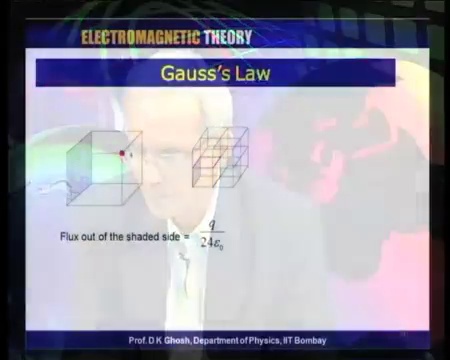 ELECTROMAGNETIC THEORY
Gauss's Law
Flux out of the shaded side = q / 24ε₀
Prof. D K Ghosh, Department of Physics, IIT Bombay